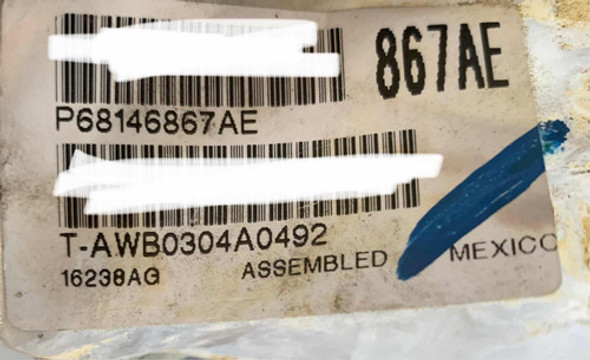 867AE
P68146867AE
T-AWB0304A0492
16238AG ASSEMBLED MEXICO